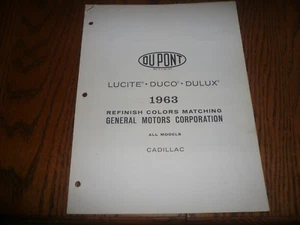 DU PONT
LUCITE® • DUCO® • DULUX®
1963
REFINISH COLORS MATCHING
GENERAL MOTORS CORPORATION
ALL MODELS
CADILLAC